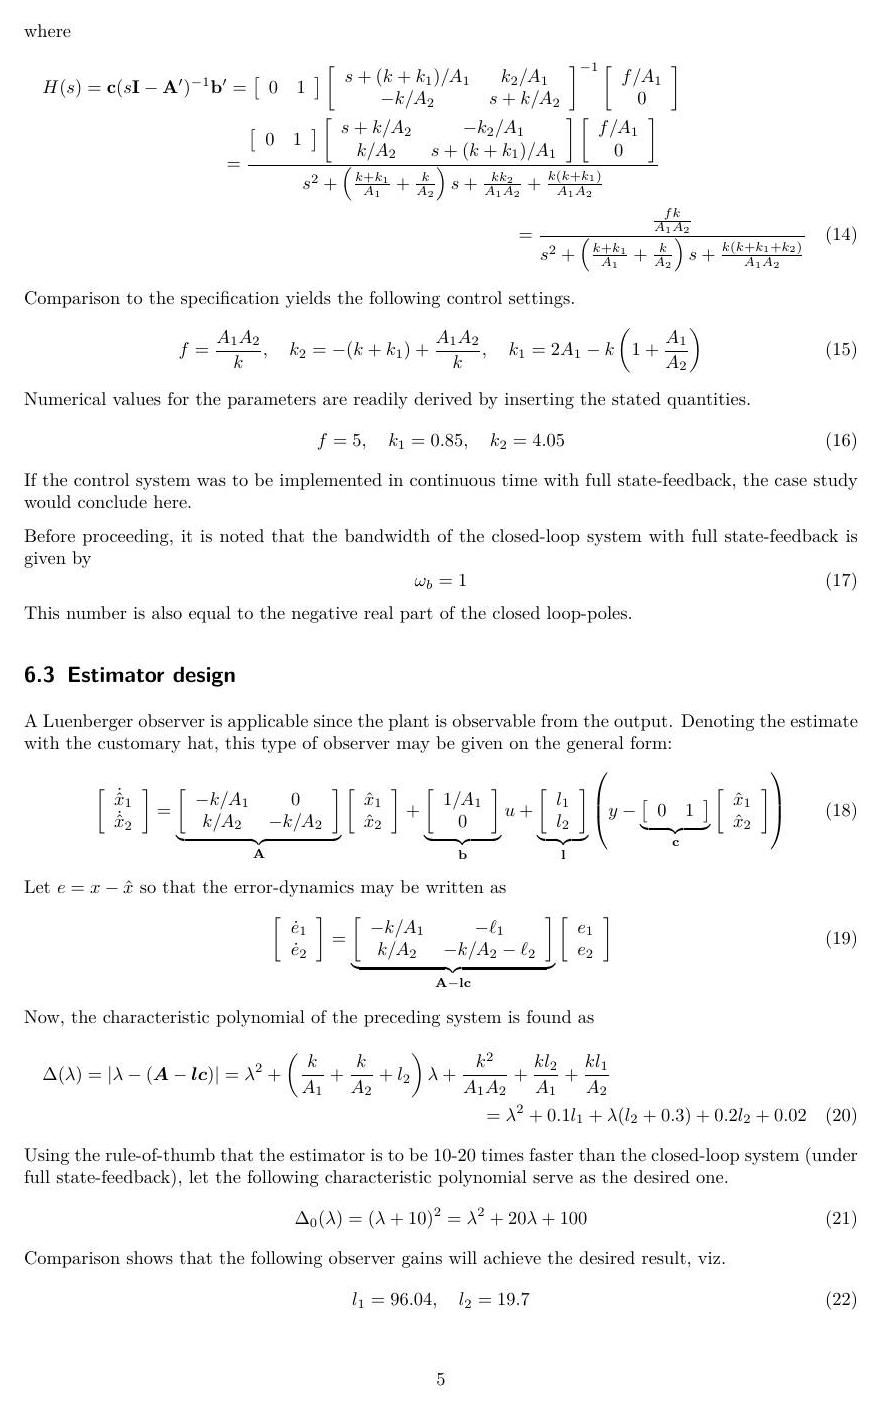 where
H(s) = c(sI − A′)⁻¹b′ = [ 0 1 ] [ s + (k + k₁)/A₁ k₂/A₁ ; −k/A₂ s + k/A₂ ]⁻¹ [ f/A₁ ; 0 ]
= [ 0 1 ] [ s + k/A₂ −k₂/A₁ ; k/A₂ s + (k + k₁)/A₁ ] [ f/A₁ ; 0 ] / ( s² + ( (k+k₁)/A₁ + k/A₂ ) s + kk₂/(A₁A₂) + k(k+k₁)/(A₁A₂) )
= ( fk/(A₁A₂) ) / ( s² + ( (k+k₁)/A₁ + k/A₂ ) s + k(k+k₁+k₂)/(A₁A₂) ) (14)
Comparison to the specification yields the following control settings.
f = A₁A₂/k, k₂ = −(k + k₁) + A₁A₂/k, k₁ = 2A₁ − k ( 1 + A₁/A₂ ) (15)
Numerical values for the parameters are readily derived by inserting the stated quantities.
f = 5, k₁ = 0.85, k₂ = 4.05 (16)
If the control system was to be implemented in continuous time with full state-feedback, the case study
would conclude here.
Before proceeding, it is noted that the bandwidth of the closed-loop system with full state-feedback is
given by
ω_b = 1 (17)
This number is also equal to the negative real part of the closed loop-poles.
6.3 Estimator design
A Luenberger observer is applicable since the plant is observable from the output. Denoting the estimate
with the customary hat, this type of observer may be given on the general form:
[ x̂̇₁ ; x̂̇₂ ] = [ −k/A₁ 0 ; k/A₂ −k/A₂ ] [ x̂₁ ; x̂₂ ] + [ 1/A₁ ; 0 ] u + [ l₁ ; l₂ ] ( y − [ 0 1 ] [ x̂₁ ; x̂₂ ] ) (18)
A b l c
Let e = x − x̂ so that the error-dynamics may be written as
[ ė₁ ; ė₂ ] = [ −k/A₁ −ℓ₁ ; k/A₂ −k/A₂ − ℓ₂ ] [ e₁ ; e₂ ] (19)
A−lc
Now, the characteristic polynomial of the preceding system is found as
Δ(λ) = |λ − (A − lc)| = λ² + ( k/A₁ + k/A₂ + l₂ ) λ + k²/(A₁A₂) + kl₂/A₁ + kl₁/A₂
= λ² + 0.1l₁ + λ(l₂ + 0.3) + 0.2l₂ + 0.02 (20)
Using the rule-of-thumb that the estimator is to be 10-20 times faster than the closed-loop system (under
full state-feedback), let the following characteristic polynomial serve as the desired one.
Δ₀(λ) = (λ + 10)² = λ² + 20λ + 100 (21)
Comparison shows that the following observer gains will achieve the desired result, viz.
l₁ = 96.04, l₂ = 19.7 (22)
5